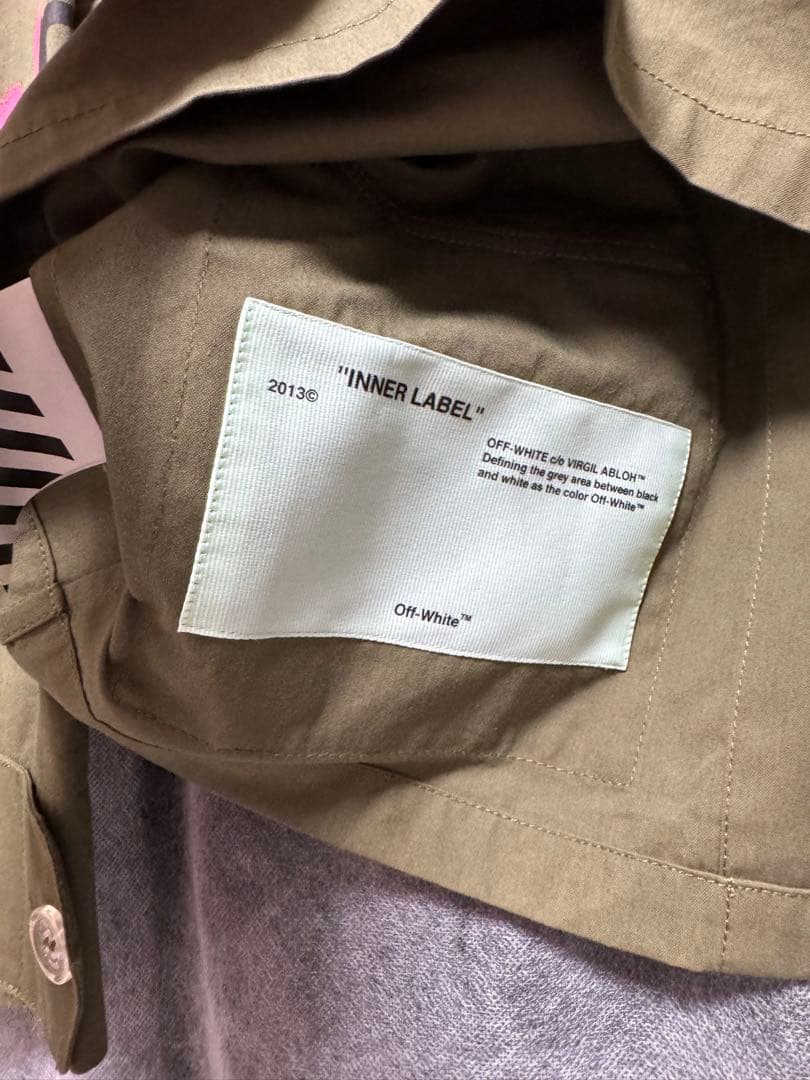 "INNER LABEL"
2013©
OFF-WHITE c/o VIRGIL ABLOH™
Defining the grey area between black
and white as the color Off-White™
Off-White™